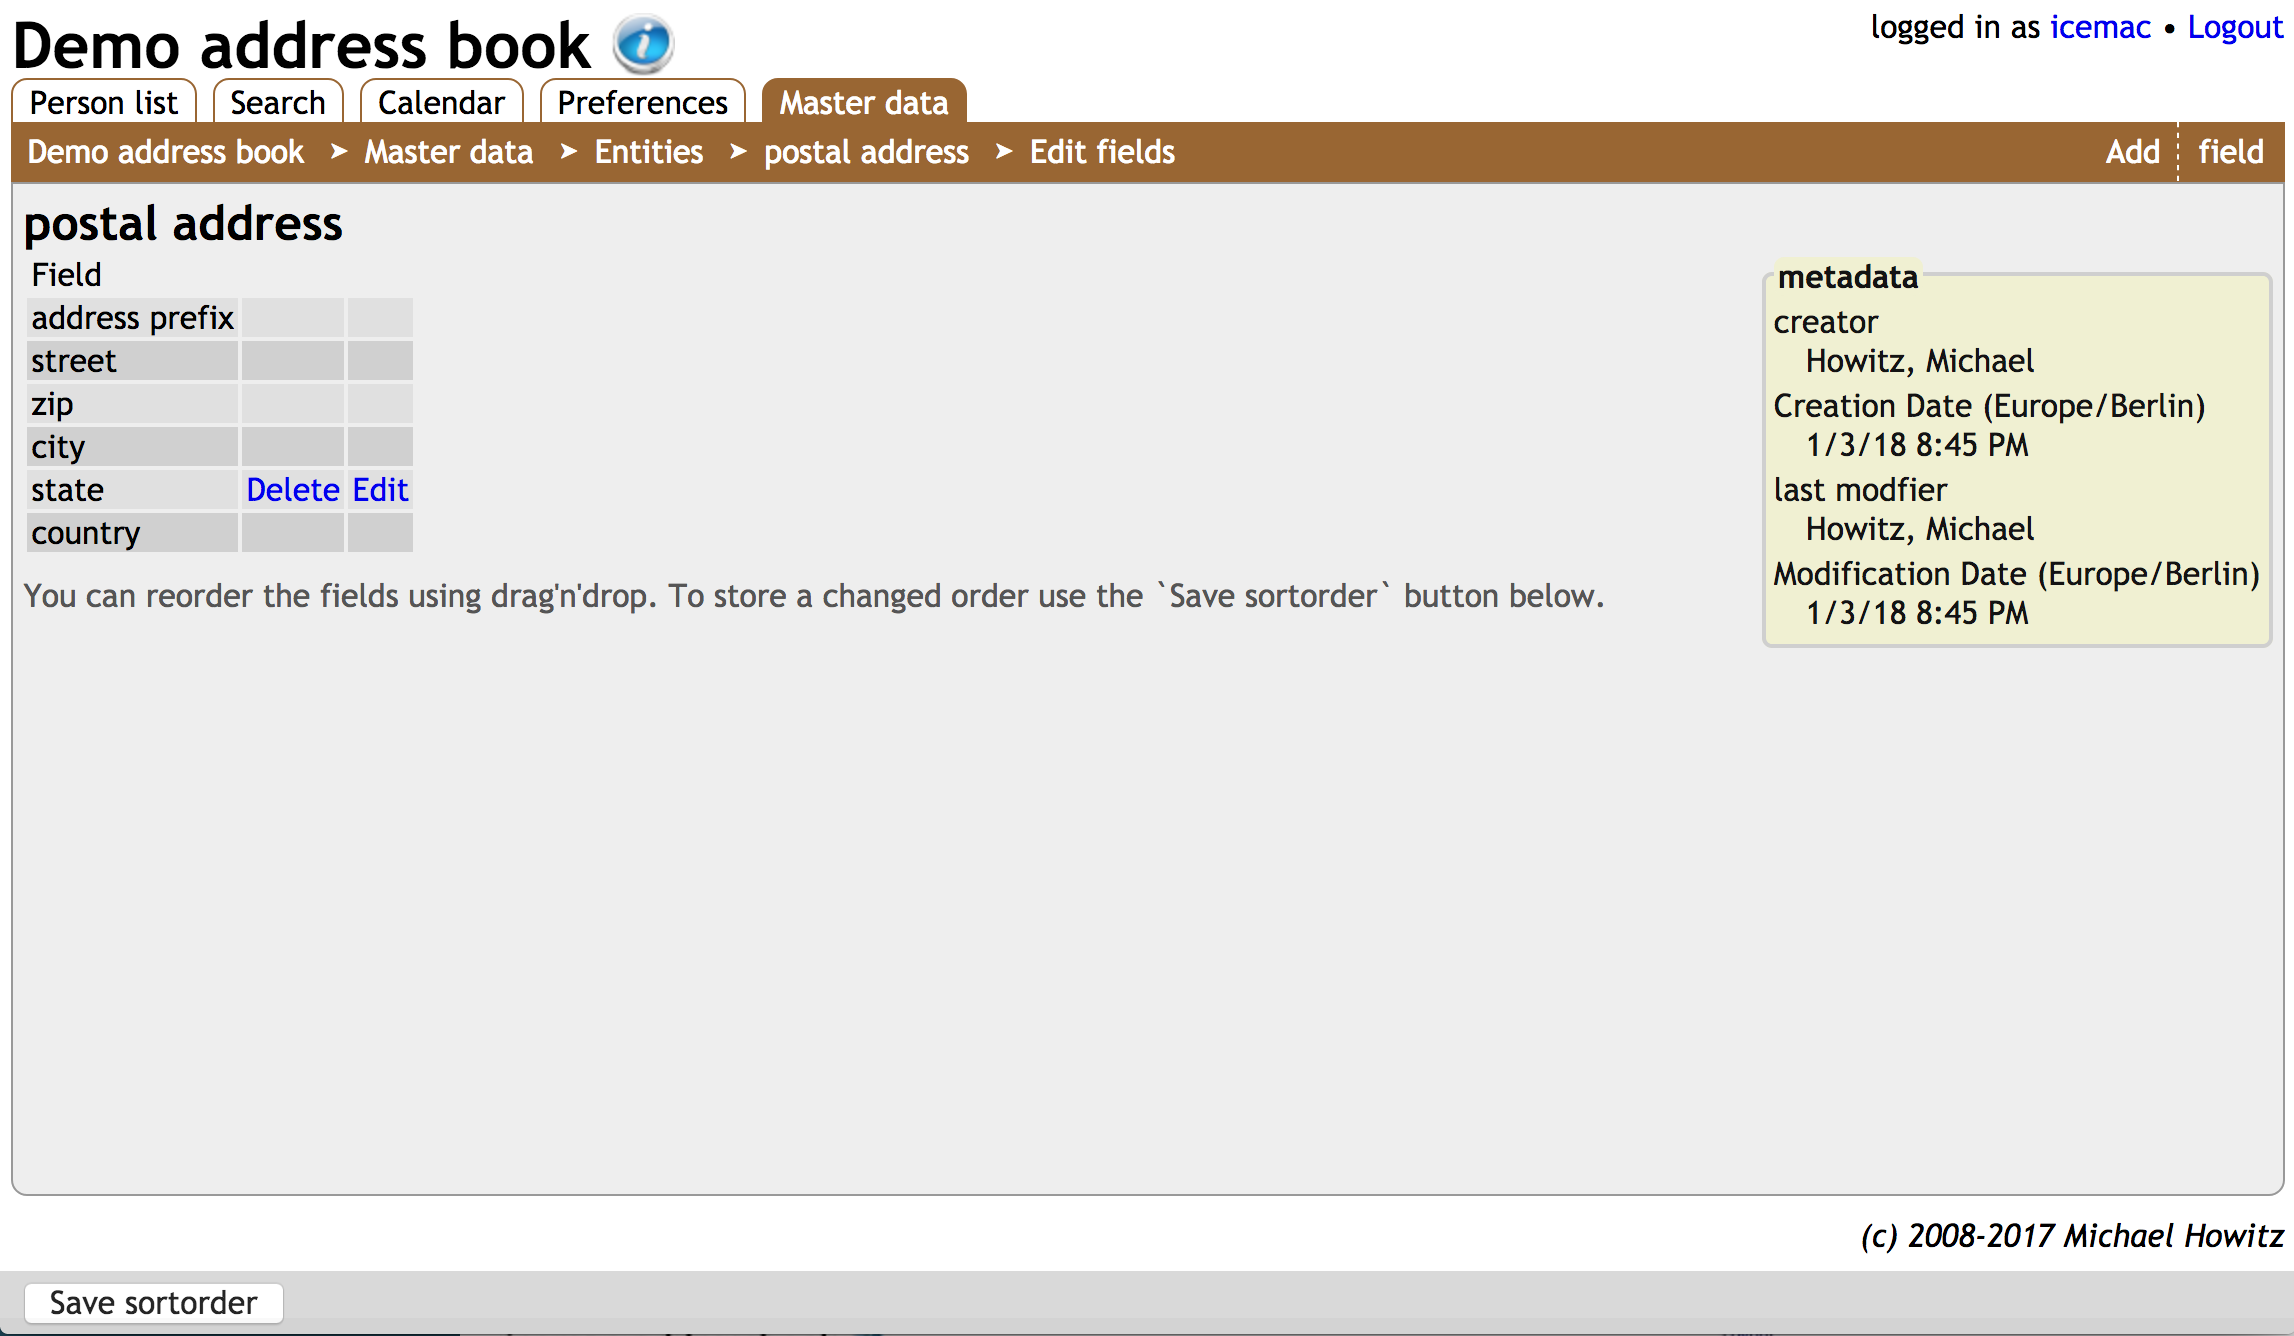 Demo address book
logged in as icemac • Logout
Person list Search Calendar Preferences Master data
Demo address book ➤ Master data ➤ Entities ➤ postal address ➤ Edit fields Add field
postal address
Field
address prefix
street
zip
city
state Delete Edit
country
You can reorder the fields using drag'n'drop. To store a changed order use the `Save sortorder` button below.
metadata
creator
Howitz, Michael
Creation Date (Europe/Berlin)
1/3/18 8:45 PM
last modfier
Howitz, Michael
Modification Date (Europe/Berlin)
1/3/18 8:45 PM
(c) 2008-2017 Michael Howitz
Save sortorder